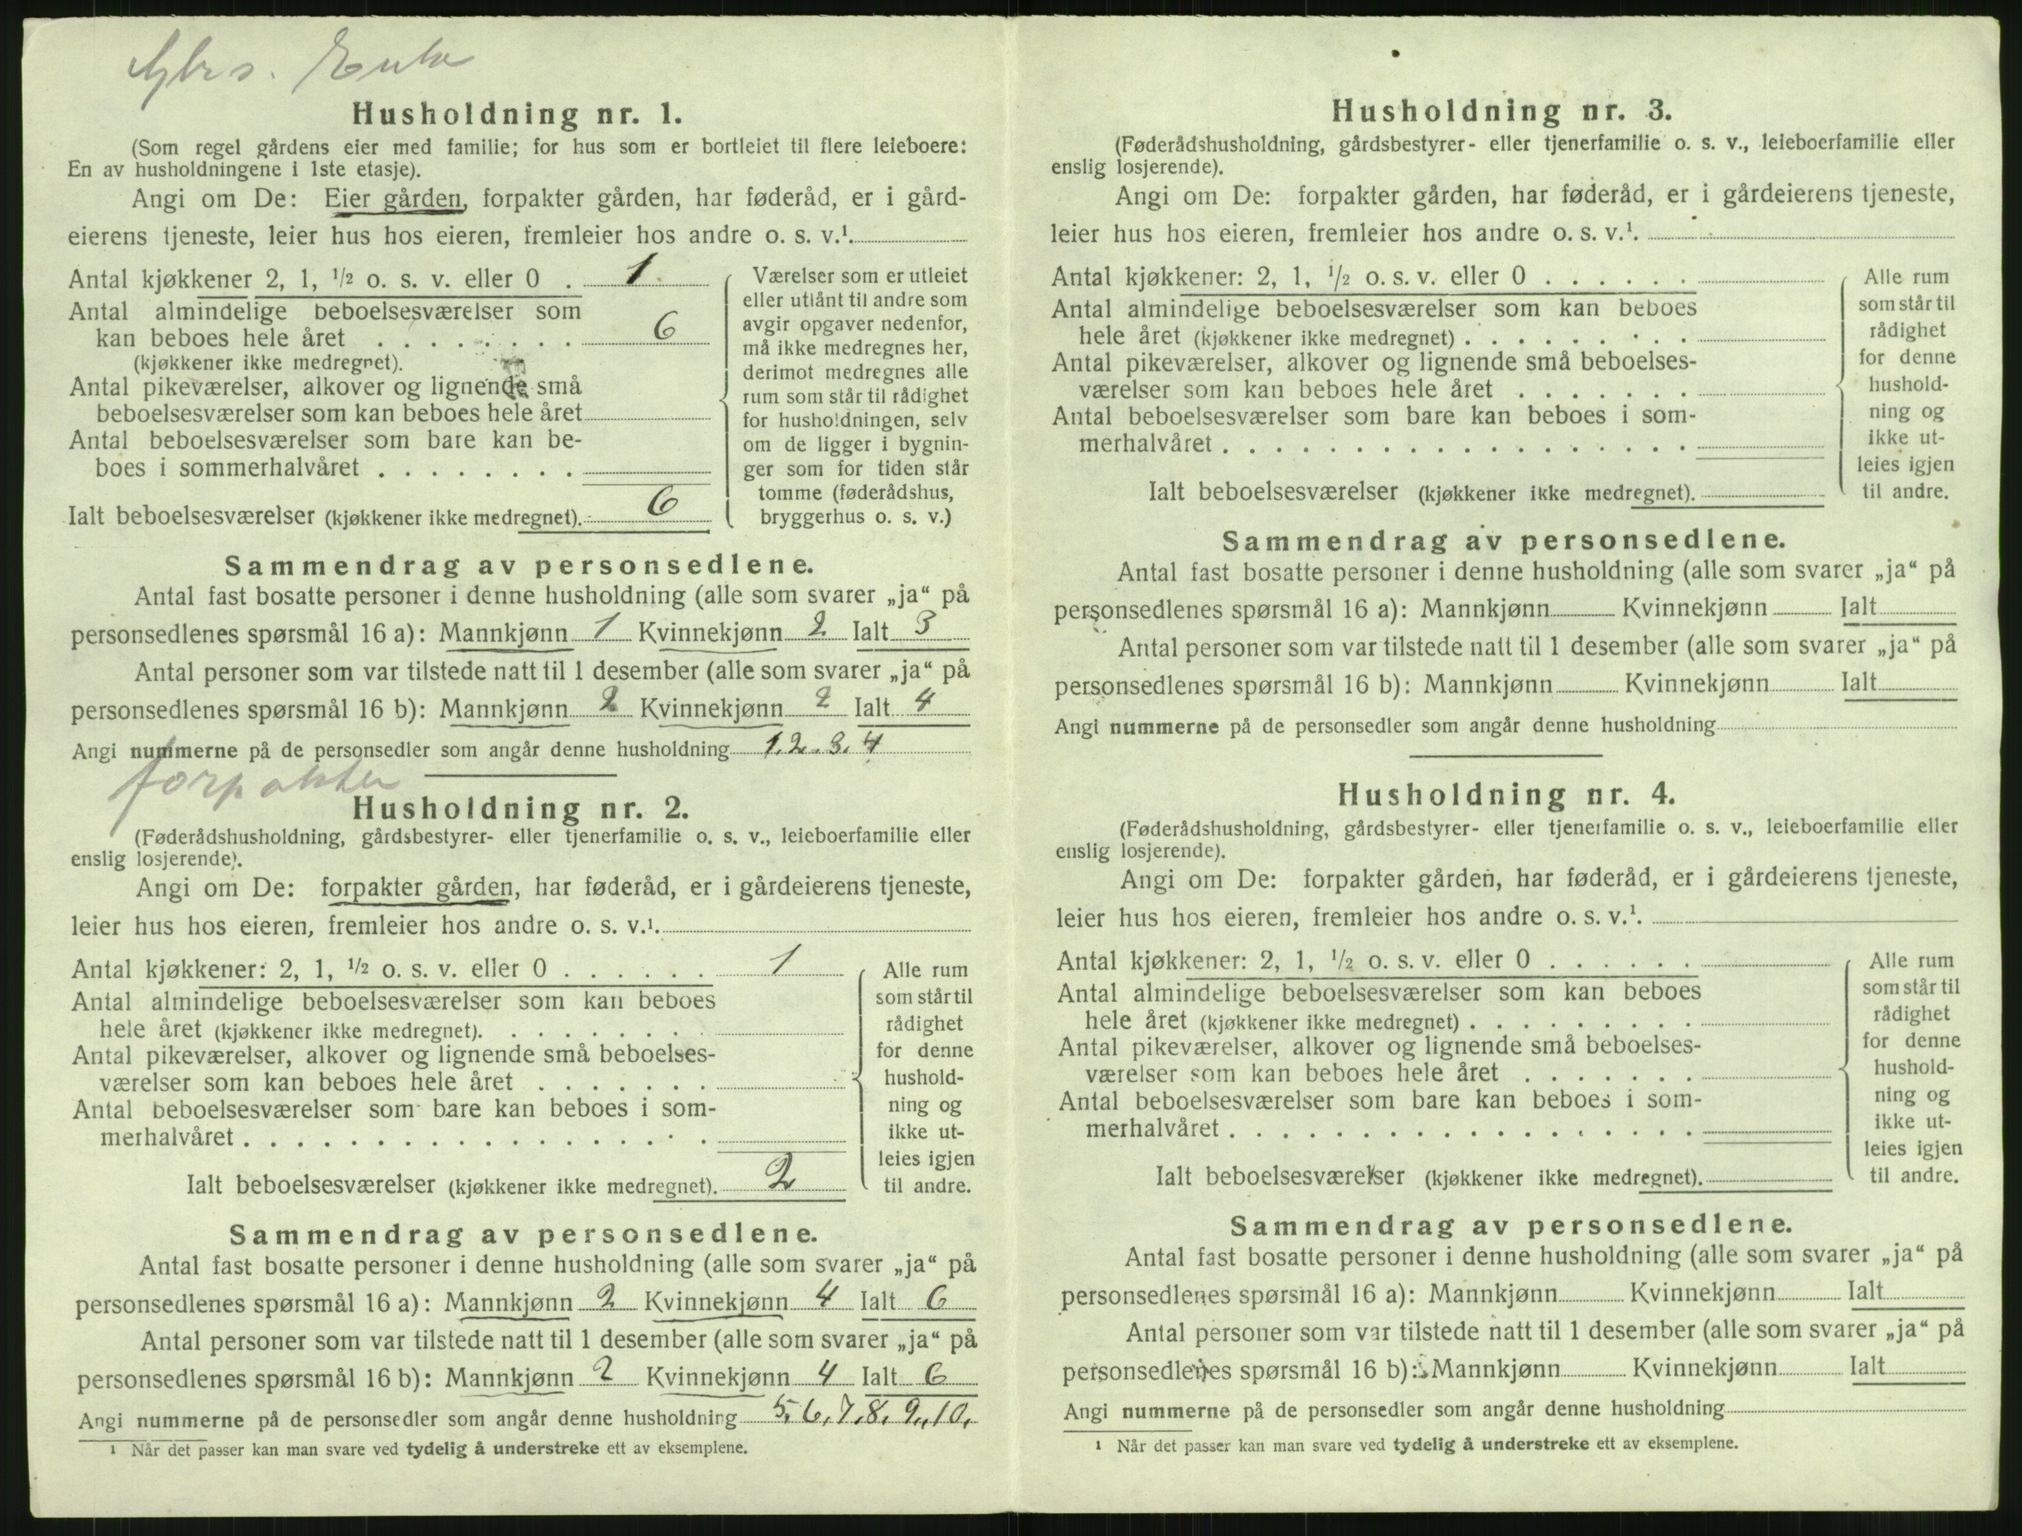 Gbrs. Enke
Husholdning nr. 1.
(Som regel gårdens eier med familie; for hus som er bortleiet til flere leieboere:
En av husholdningene i 1ste etasje).
Angi om De: Eier gården, forpakter gården, har føderåd, er i gård-
eierens tjeneste, leier hus hos eieren, fremleier hos andre o. s. v.¹.
Antal kjøkkener 2, 1, ½ o. s. v. eller 0 . 1.
Antal almindelige beboelsesværelser som
kan beboes hele året . . . . . . . . 6
(kjøkkener ikke medregnet).
Antal pikeværelser, alkover og lignende små
beboelsesværelser som kan beboes hele året
Antal beboelsesværelser som bare kan be-
boes i sommerhalvåret . . . . . . . .
Ialt beboelsesværelser (kjøkkener ikke medregnet). 6
Værelser som er utleiet
eller utlånt til andre som
avgir opgaver nedenfor,
må ikke medregnes her,
derimot medregnes alle
rum som står til rådighet
for husholdningen, selv
om de ligger i bygnin-
ger som for tiden står
tomme (føderådshus,
bryggerhus o. s. v.)
Sammendrag av personsedlene.
Antal fast bosatte personer i denne husholdning (alle som svarer „ja“ på
personsedlenes spørsmål 16 a): Mannkjønn 1 Kvinnekjønn 2 Ialt 3
Antal personer som var tilstede natt til 1 desember (alle som svarer „ja“ på
personsedlenes spørsmål 16 b): Mannkjønn 2 Kvinnekjønn 2 Ialt 4
Angi nummerne på de personsedler som angår denne husholdning 1. 2. 3. 4
forpakter
Husholdning nr. 2.
(Føderådshusholdning, gårdsbestyrer- eller tjenerfamilie o. s. v., leieboerfamilie eller
enslig losjerende).
Angi om De: forpakter gården, har føderåd, er i gårdeierens tjeneste,
leier hus hos eieren, fremleier hos andre o. s. v.¹.
Antal kjøkkener: 2, 1, ½ o. s. v. eller 0 . . . . . . 1
Antal almindelige beboelsesværelser som kan beboes
hele året (kjøkkener ikke medregnet). . . . . . . . .
Antal pikeværelser, alkover og lignende små beboelses-
værelser som kan beboes hele året . . . . . . .
Antal beboelsesværelser som bare kan beboes i som-
merhalvåret . . . . . . . . . . . . . . . . . .
Ialt beboelsesværelser (kjøkkener ikke medregnet). 2
Alle rum
som står til
rådighet
for denne
hushold-
ning og
ikke ut-
leies igjen
til andre.
Sammendrag av personsedlene.
Antal fast bosatte personer i denne husholdning (alle som svarer „ja“ på
personsedlenes spørsmål 16 a): Mannkjønn 2 Kvinnekjønn 4 Ialt 6
Antal personer som var tilstede natt til 1 desember (alle som svarer „ja“ på
personsedlenes spørsmål 16 b): Mannkjønn 2 Kvinnekjønn 4 Ialt 6
Angi nummerne på de personsedler som angår denne husholdning 5. 6. 7. 8. 9. 10.
¹ Når det passer kan man svare ved tydelig å understreke ett av eksemplene.
Husholdning nr. 3.
(Føderådshusholdning, gårdsbestyrer- eller tjenerfamilie o. s. v., leieboerfamilie eller
enslig losjerende).
Angi om De: forpakter gården, har føderåd, er i gårdeierens tjeneste,
leier hus hos eieren, fremleier hos andre o. s. v.¹.
Antal kjøkkener: 2, 1, ½ o. s. v. eller 0 . . . . . .
Antal almindelige beboelsesværelser som kan beboes
hele året (kjøkkener ikke medregnet) . . . . . . . . .
Antal pikeværelser, alkover og lignende små beboelses-
værelser som kan beboes hele året . . . . . . .
Antal beboelsesværelser som bare kan beboes i som-
merhalvåret . . . . . . . . . . . . . . . . . .
Ialt beboelsesværelser (kjøkkener ikke medregnet).
Alle rum
som står til
rådighet
for denne
hushold-
ning og
ikke ut-
leies igjen
til andre.
Sammendrag av personsedlene.
Antal fast bosatte personer i denne husholdning (alle som svarer „ja“ på
personsedlenes spørsmål 16 a): Mannkjønn Kvinnekjønn Ialt
Antal personer som var tilstede natt til 1 desember (alle som svarer „ja“ på
personsedlenes spørsmål 16 b): Mannkjønn Kvinnekjønn Ialt
Angi nummerne på de personsedler som angår denne husholdning
Husholdning nr. 4.
(Føderådshusholdning, gårdsbestyrer- eller tjenerfamilie o. s. v., leieboerfamilie eller
enslig losjerende).
Angi om De: forpakter gården, har føderåd, er i gårdeierens tjeneste,
leier hus hos eieren, fremleier hos andre o. s. v.¹.
Antal kjøkkener: 2, 1, ½ o. s. v. eller 0 . . . . . .
Antal almindelige beboelsesværelser som kan beboes
hele året (kjøkkener ikke medregnet) . . . . . . . . .
Antal pikeværelser, alkover og lignende små beboelses-
værelser som kan beboes hele året . . . . . . .
Antal beboelsesværelser som bare kan beboes i som-
merhalvåret . . . . . . . . . . . . . . . . . .
Ialt beboelsesværelser (kjøkkener ikke medregnet).
Alle rum
som står til
rådighet
for denne
hushold-
ning og
ikke ut-
leies igjen
til andre.
Sammendrag av personsedlene.
Antal fast bosatte personer i denne husholdning (alle som svarer „ja“ på
personsedlenes spørsmål 16 a): Mannkjønn Kvinnekjønn Ialt
Antal personer som var tilstede natt til 1 desember (alle som svarer „ja“ på
personsedlenes spørsmål 16 b): Mannkjønn Kvinnekjønn Ialt
Angi nummerne på de personsedler som angår denne husholdning
¹ Når det passer kan man svare ved tydelig å understreke ett av eksemplene.